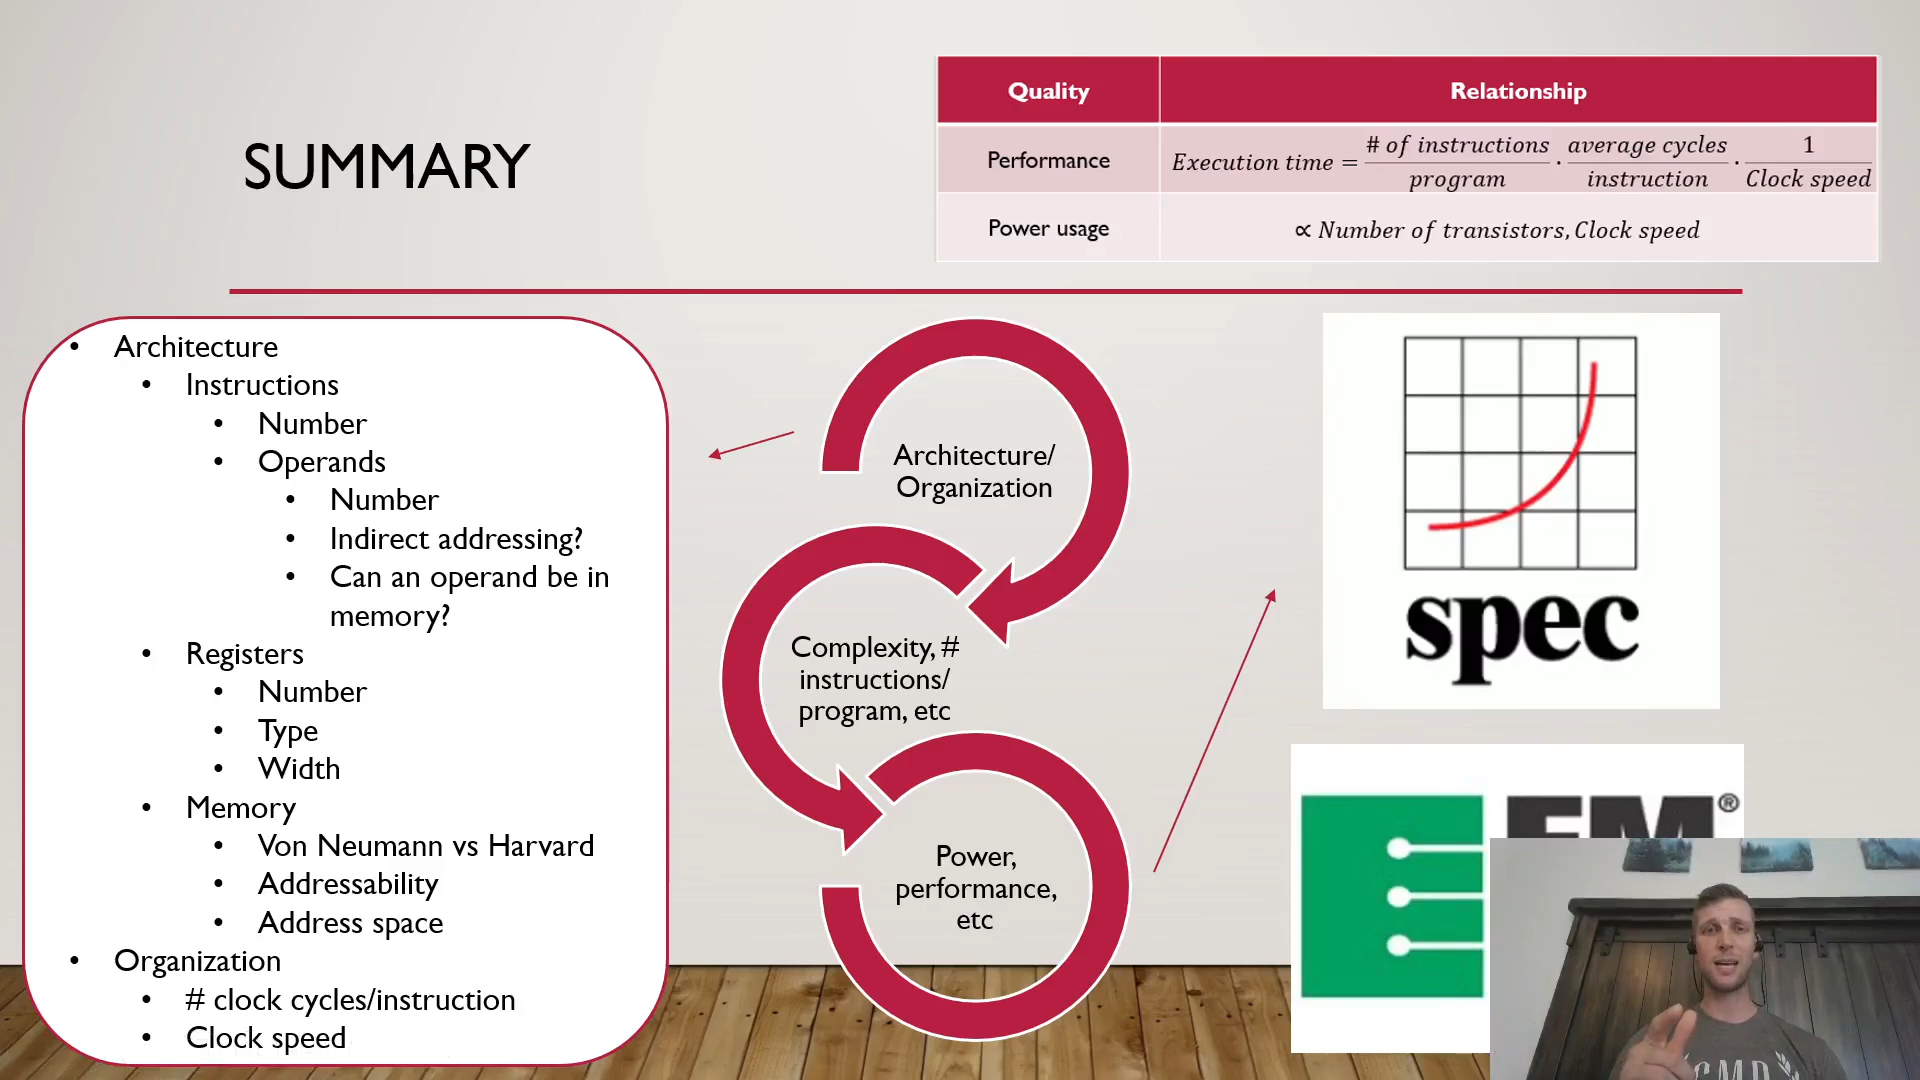 SUMMARY
Quality Relationship
Performance Execution time = # of instructions / program · average cycles / instruction · 1 / Clock speed
Power usage ∝ Number of transistors, Clock speed
• Architecture
• Instructions
• Number
• Operands
• Number
• Indirect addressing?
• Can an operand be in
memory?
• Registers
• Number
• Type
• Width
• Memory
• Von Neumann vs Harvard
• Addressability
• Address space
• Organization
• # clock cycles/instruction
• Clock speed
Architecture/
Organization
Complexity, #
instructions/
program, etc
Power,
performance,
etc
spec
EM®